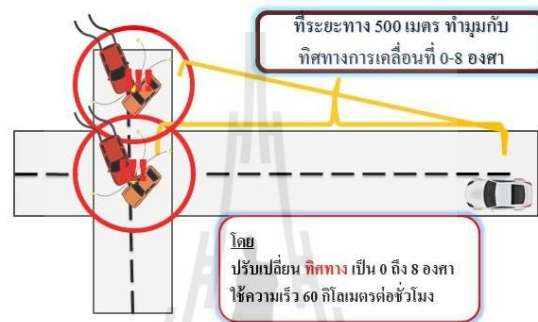 ที่ระยะทาง 500 เมตร ทำมุมกับ
ทิศทางการเคลื่อนที่ 0-8 องศา
!!
!!
โดย
ปรับเปลี่ยน ทิศทาง เป็น 0 ถึง 8 องศา
ใช้ความเร็ว 60 กิโลเมตรต่อชั่วโมง